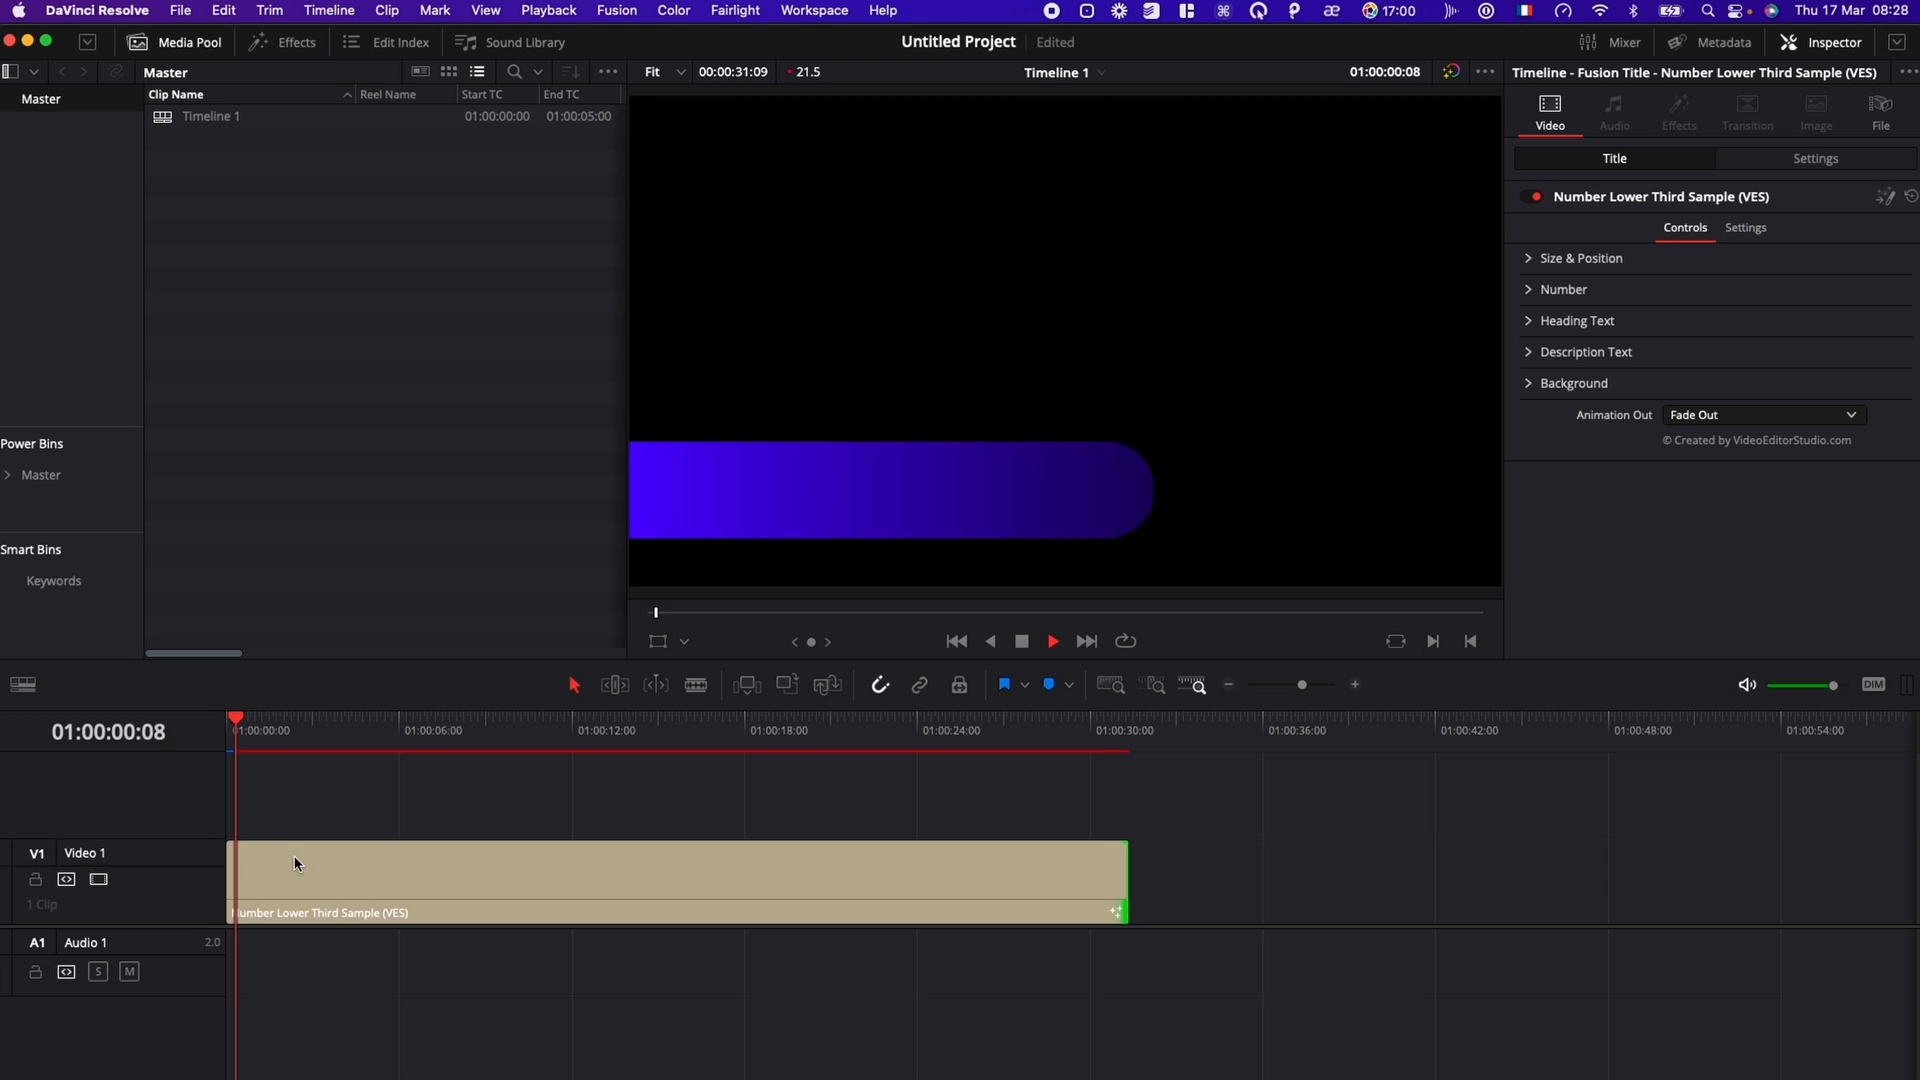 DaVinci Resolve File Edit Trim Timeline Clip Mark View Playback Fusion Color Fairlight Workspace Help 17:00 Thu 17 Mar 08:28
Media Pool Effects Edit Index Sound Library Untitled Project Edited Mixer Metadata Inspector
Master Fit 00:00:31:09 21.5 Timeline 1 01:00:00:08 Timeline - Fusion Title - Number Lower Third Sample (VES)
Master Clip Name Reel Name Start TC End TC
Timeline 1 01:00:00:00 01:00:05:00
Video Audio Effects Transition Image File
Title Settings
Number Lower Third Sample (VES)
Controls Settings
Size & Position
Number
Heading Text
Description Text
Background
Animation Out Fade Out
© Created by VideoEditorStudio.com
Power Bins
Master
Smart Bins
Keywords
DIM
01:00:00:08 01:00:00:00 01:00:06:00 01:00:12:00 01:00:18:00 01:00:24:00 01:00:30:00 01:00:36:00 01:00:42:00 01:00:48:00 01:00:54:00
V1 Video 1
1 Clip
Number Lower Third Sample (VES)
A1 Audio 1 2.0
S M